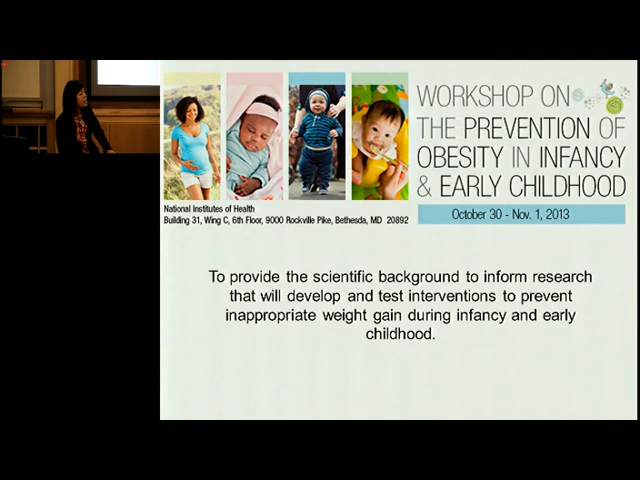 WORKSHOP ON
THE PREVENTION OF
OBESITY IN INFANCY
& EARLY CHILDHOOD
National Institutes of Health
Building 31, Wing C, 6th Floor, 9000 Rockville Pike, Bethesda, MD 20892
October 30 - Nov. 1, 2013
To provide the scientific background to inform research
that will develop and test interventions to prevent
inappropriate weight gain during infancy and early
childhood.